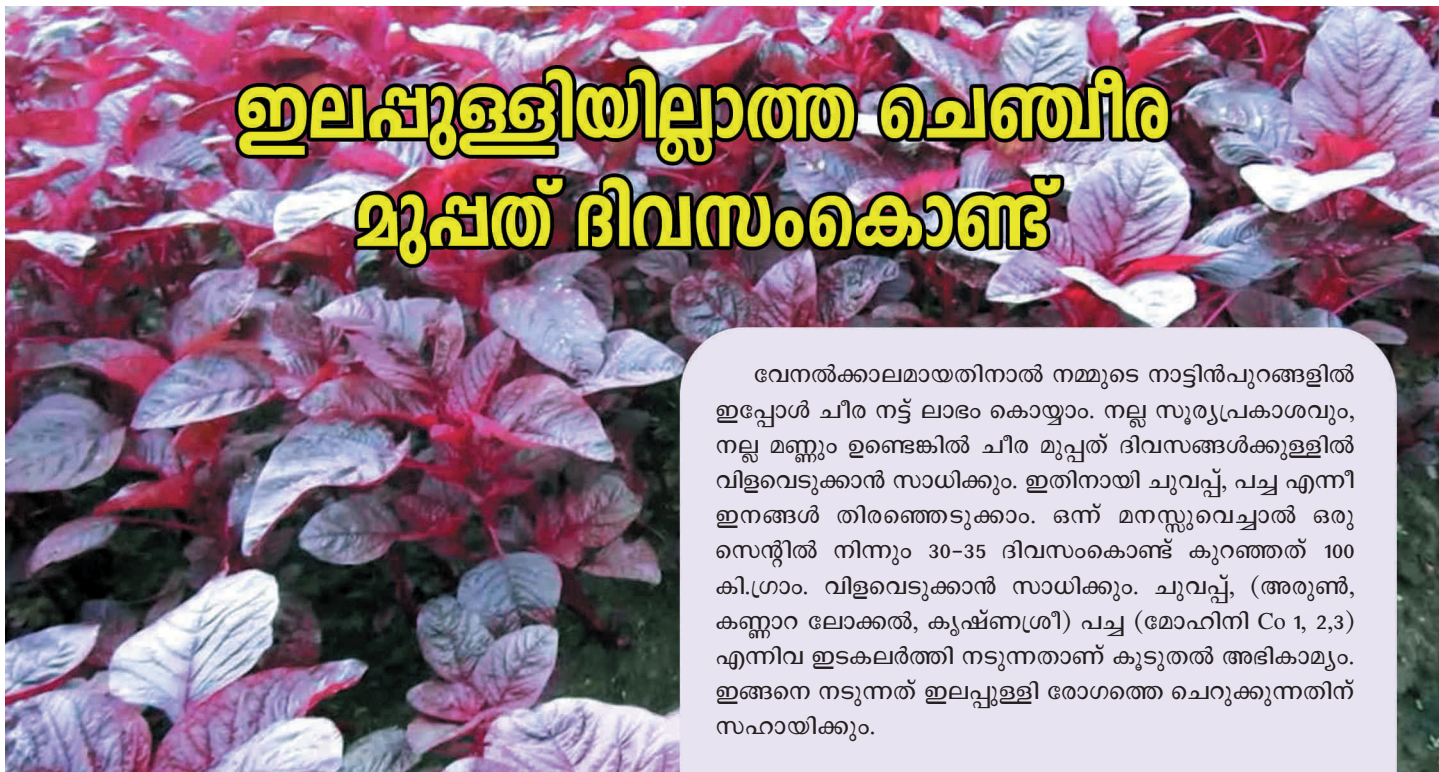 ഇലപ്പുള്ളിയില്ലാത്ത ചെഞ്ചീര
മുപ്പത് ദിവസംകൊണ്ട്
വേനൽക്കാലമായതിനാൽ നമ്മുടെ നാട്ടിൻപുറങ്ങളിൽ
ഇപ്പോൾ ചീര നട്ട് ലാഭം കൊയ്യാം. നല്ല സൂര്യപ്രകാശവും,
നല്ല മണ്ണും ഉണ്ടെങ്കിൽ ചീര മുപ്പത് ദിവസങ്ങൾക്കുള്ളിൽ
വിളവെടുക്കാൻ സാധിക്കും. ഇതിനായി ചുവപ്പ്, പച്ച എന്നീ
ഇനങ്ങൾ തിരഞ്ഞെടുക്കാം. ഒന്ന് മനസ്സുവെച്ചാൽ ഒരു
സെന്റിൽ നിന്നും 30-35 ദിവസംകൊണ്ട് കുറഞ്ഞത് 100
കി.ഗ്രാം. വിളവെടുക്കാൻ സാധിക്കും. ചുവപ്പ്, (അരുൺ,
കണ്ണാറ ലോക്കൽ, കൃഷ്ണശ്രീ) പച്ച (മോഹിനി Co 1, 2,3)
എന്നിവ ഇടകലർത്തി നടുന്നതാണ് കൂടുതൽ അഭികാമ്യം.
ഇങ്ങനെ നടുന്നത് ഇലപ്പുള്ളി രോഗത്തെ ചെറുക്കുന്നതിന്
സഹായിക്കും.